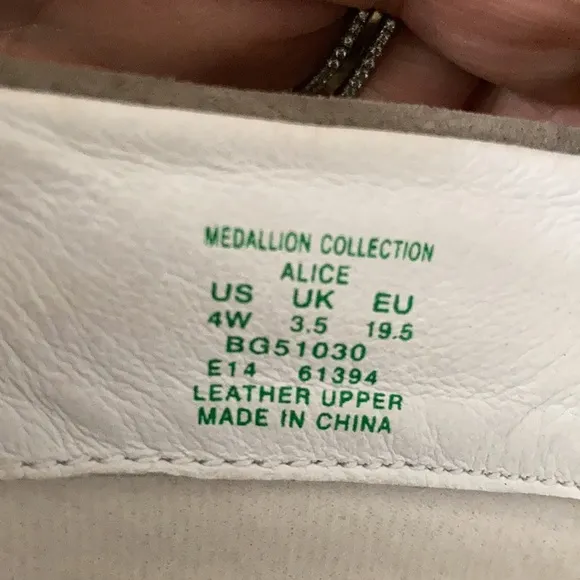 MEDALLION COLLECTION
ALICE
US UK EU
4W 3.5 19.5
BG51030
E14 61394
LEATHER UPPER
MADE IN CHINA